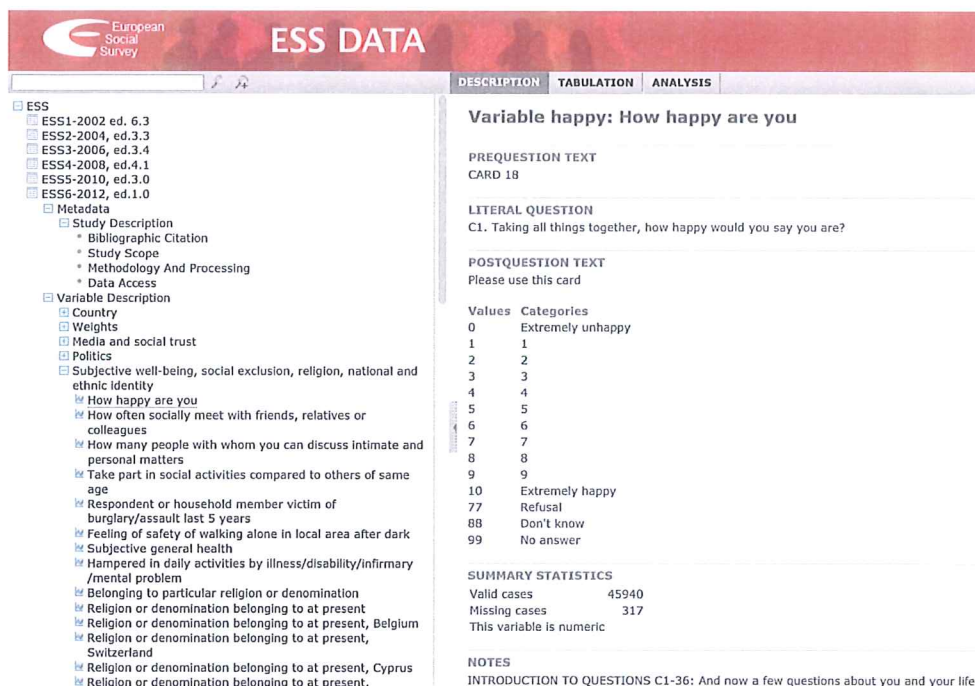 European
Social
Survey
ESS DATA
ESS
ESS1-2002 ed. 6.3
ESS2-2004, ed.3.3
ESS3-2006, ed.3.4
ESS4-2008, ed.4.1
ESS5-2010, ed.3.0
ESS6-2012, ed.1.0
Metadata
Study Description
Bibliographic Citation
Study Scope
Methodology And Processing
Data Access
Variable Description
Country
Weights
Media and social trust
Politics
Subjective well-being, social exclusion, religion, national and
ethnic identity
How happy are you
How often socially meet with friends, relatives or
colleagues
How many people with whom you can discuss intimate and
personal matters
Take part in social activities compared to others of same
age
Respondent or household member victim of
burglary/assault last 5 years
Feeling of safety of walking alone in local area after dark
Subjective general health
Hampered in daily activities by illness/disability/infirmary
/mental problem
Belonging to particular religion or denomination
Religion or denomination belonging to at present
Religion or denomination belonging to at present, Belgium
Religion or denomination belonging to at present,
Switzerland
Religion or denomination belonging to at present, Cyprus
Religion or denomination belonging to at present,
DESCRIPTION TABULATION ANALYSIS
Variable happy: How happy are you
PREQUESTION TEXT
CARD 18
LITERAL QUESTION
C1. Taking all things together, how happy would you say you are?
POSTQUESTION TEXT
Please use this card
Values Categories
0 Extremely unhappy
1 1
2 2
3 3
4 4
5 5
6 6
7 7
8 8
9 9
10 Extremely happy
77 Refusal
88 Don't know
99 No answer
SUMMARY STATISTICS
Valid cases 45940
Missing cases 317
This variable is numeric
NOTES
INTRODUCTION TO QUESTIONS C1-36: And now a few questions about you and your life